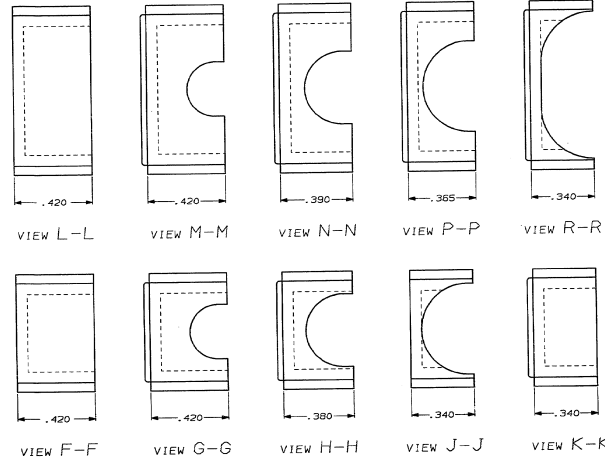 .420 .420 .390 .365 .340
VIEW L-L VIEW M-M VIEW N-N VIEW P-P VIEW R-R
.420 .420 .380 .340 .340
VIEW F-F VIEW G-G VIEW H-H VIEW J-J VIEW K-K